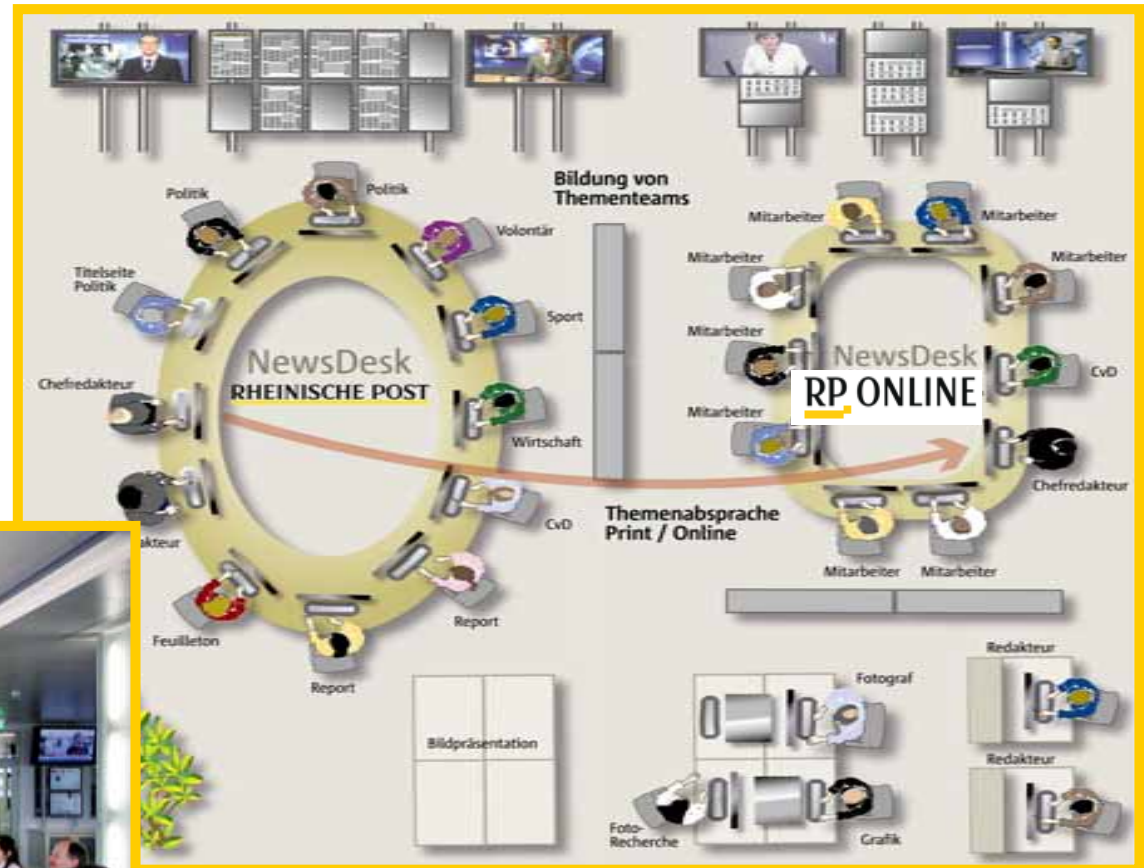 Bildung von
Thementeams
Politik
Politik
Volontär
Titelseite
Politik
Sport
Chefredakteur
NewsDesk
RHEINISCHE POST
Wirtschaft
CvD
Report
Report
Feuilleton
Themenabsprache
Print / Online
Mitarbeiter
Mitarbeiter
Mitarbeiter
Mitarbeiter
Mitarbeiter
Mitarbeiter
NewsDesk
RP ONLINE
CvD
Chefredakteur
Mitarbeiter
Mitarbeiter
Bildpräsentation
Fotograf
Foto-
Recherche
Grafik
Redakteur
Redakteur